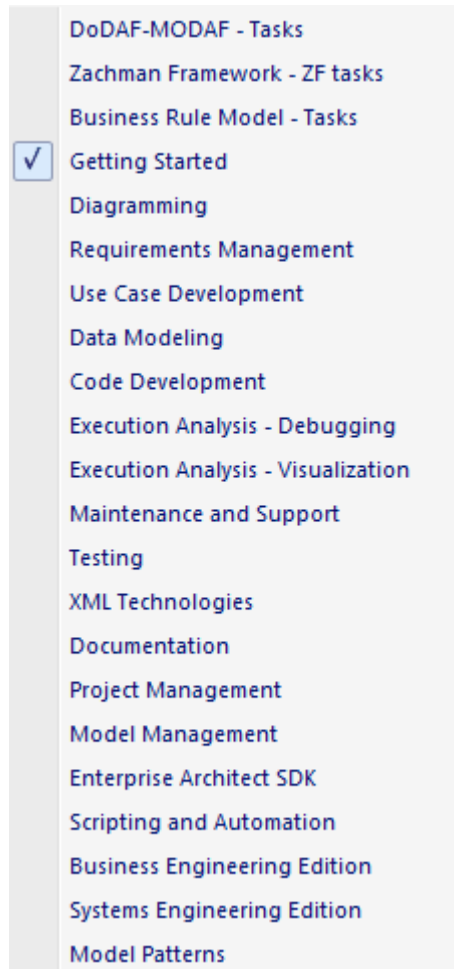 DoDAF-MODAF - Tasks
Zachman Framework - ZF tasks
Business Rule Model - Tasks
Getting Started
Diagramming
Requirements Management
Use Case Development
Data Modeling
Code Development
Execution Analysis - Debugging
Execution Analysis - Visualization
Maintenance and Support
Testing
XML Technologies
Documentation
Project Management
Model Management
Enterprise Architect SDK
Scripting and Automation
Business Engineering Edition
Systems Engineering Edition
Model Patterns